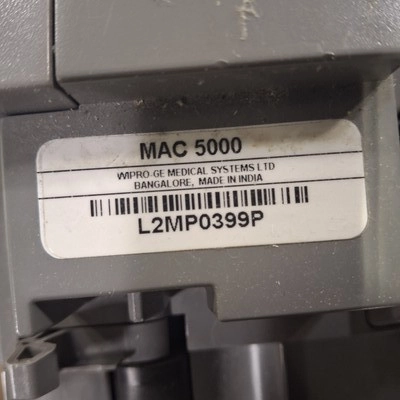 MAC 5000
WIPRO-GE MEDICAL SYSTEMS LTD
BANGALORE, MADE IN INDIA
L2MP0399P